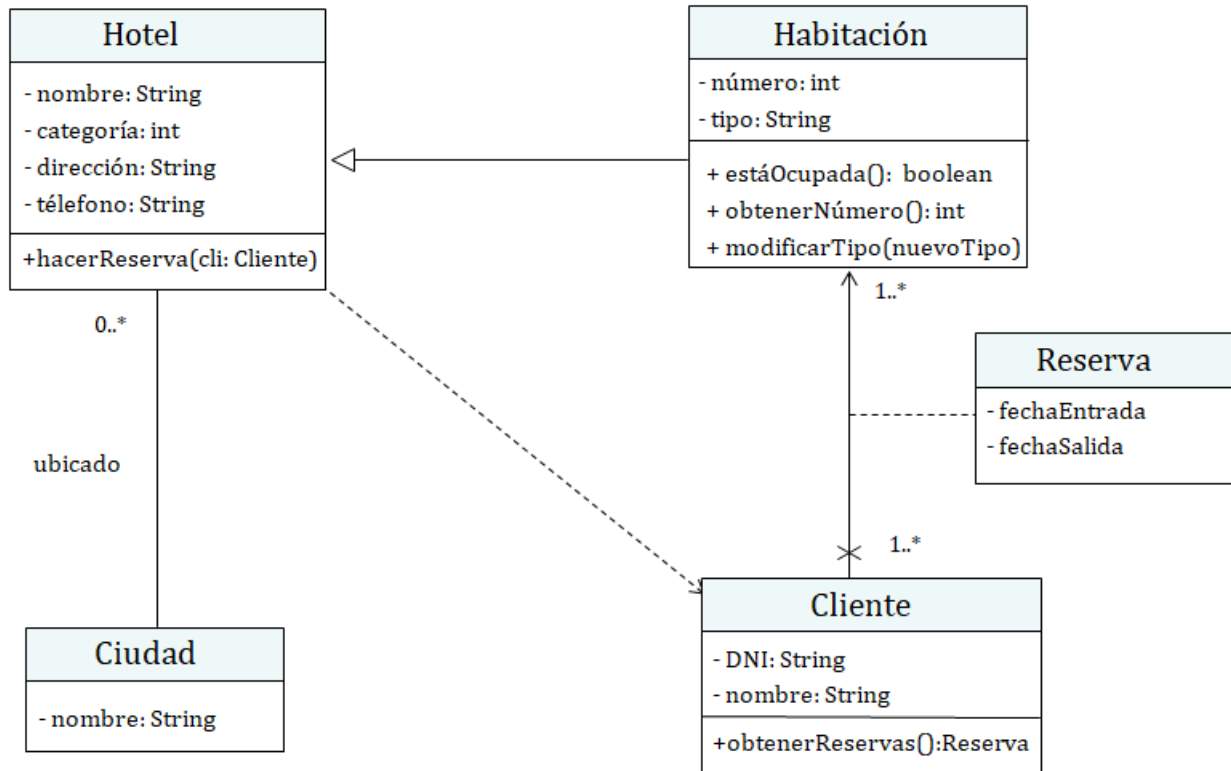 Hotel
- nombre: String
- categoría: int
- dirección: String
- télefono: String
+hacerReserva(cli: Cliente)
Habitación
- número: int
- tipo: String
+ estáOcupada(): boolean
+ obtenerNúmero(): int
+ modificarTipo(nuevoTipo)
0..*
1..*
Reserva
- fechaEntrada
- fechaSalida
ubicado
1..*
Ciudad
- nombre: String
Cliente
- DNI: String
- nombre: String
+obtenerReservas():Reserva